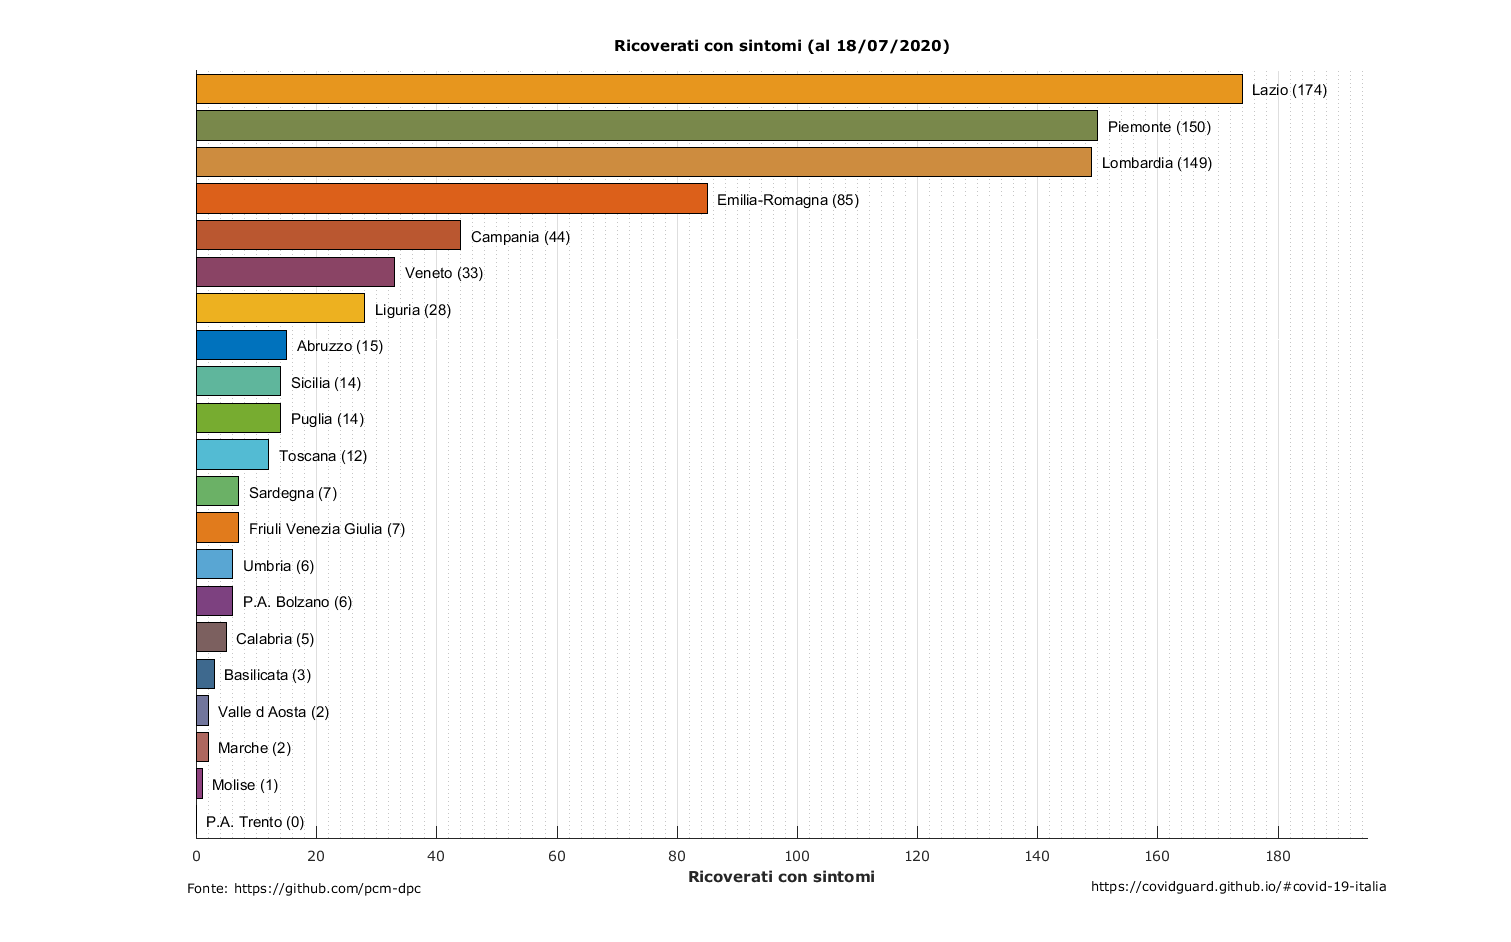 Ricoverati con sintomi (al 18/07/2020)
Lazio (174)
Piemonte (150)
Lombardia (149)
Emilia-Romagna (85)
Campania (44)
Veneto (33)
Liguria (28)
Abruzzo (15)
Sicilia (14)
Puglia (14)
Toscana (12)
Sardegna (7)
Friuli Venezia Giulia (7)
Umbria (6)
P.A. Bolzano (6)
Calabria (5)
Basilicata (3)
Valle d Aosta (2)
Marche (2)
Molise (1)
P.A. Trento (0)
0 20 40 60 80 100 120 140 160 180
Ricoverati con sintomi
Fonte: https://github.com/pcm-dpc
https://covidguard.github.io/#covid-19-italia